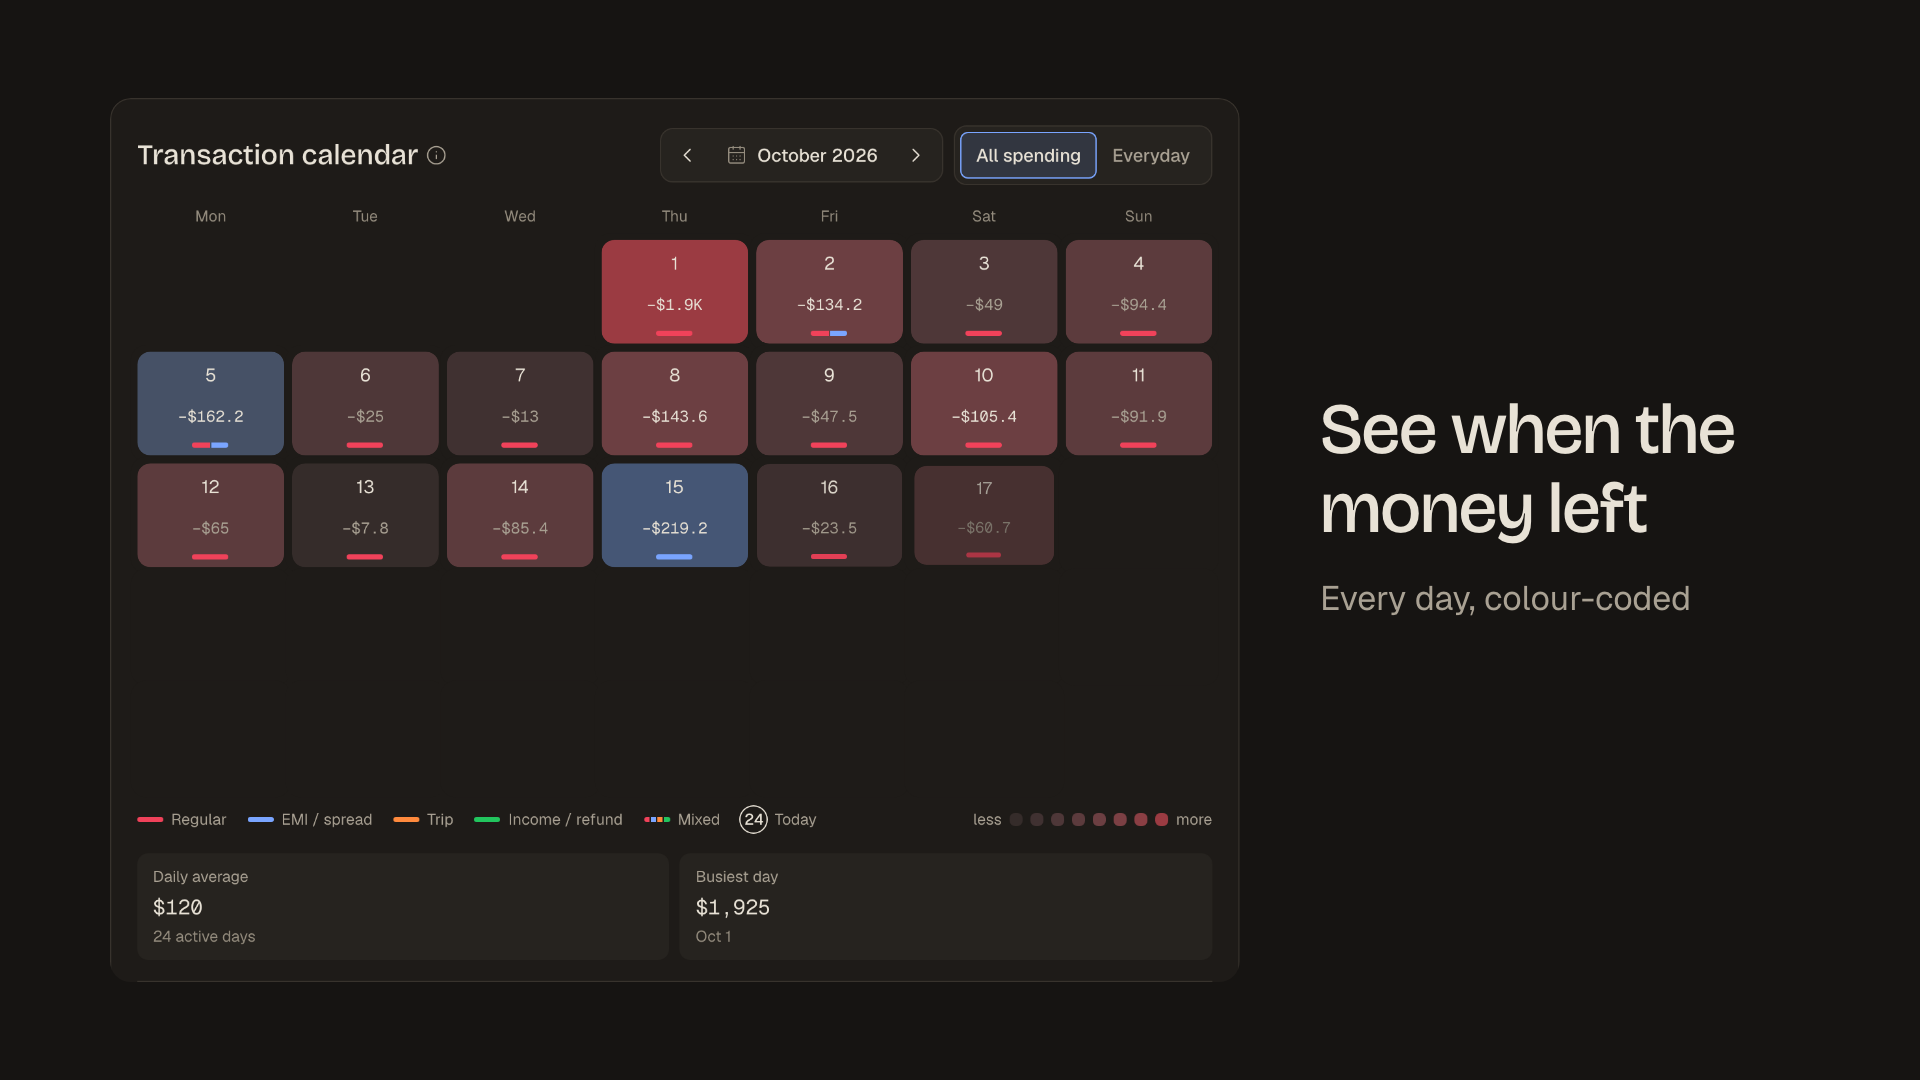 Transaction calendar
October 2026
All spending
Everyday
Mon Tue Wed Thu Fri Sat Sun
1 2 3 4
-$1.9K -$134.2 -$49 -$94.4
5 6 7 8 9 10 11
-$162.2 -$25 -$13 -$143.6 -$47.5 -$105.4 -$91.9
12 13 14 15 16 17
-$65 -$7.8 -$85.4 -$219.2 -$23.5 -$60.7
Regular EMI / spread Trip Income / refund Mixed 24 Today less more
Daily average
$120
24 active days
Busiest day
$1,925
Oct 1
See when the
money left
Every day, colour-coded